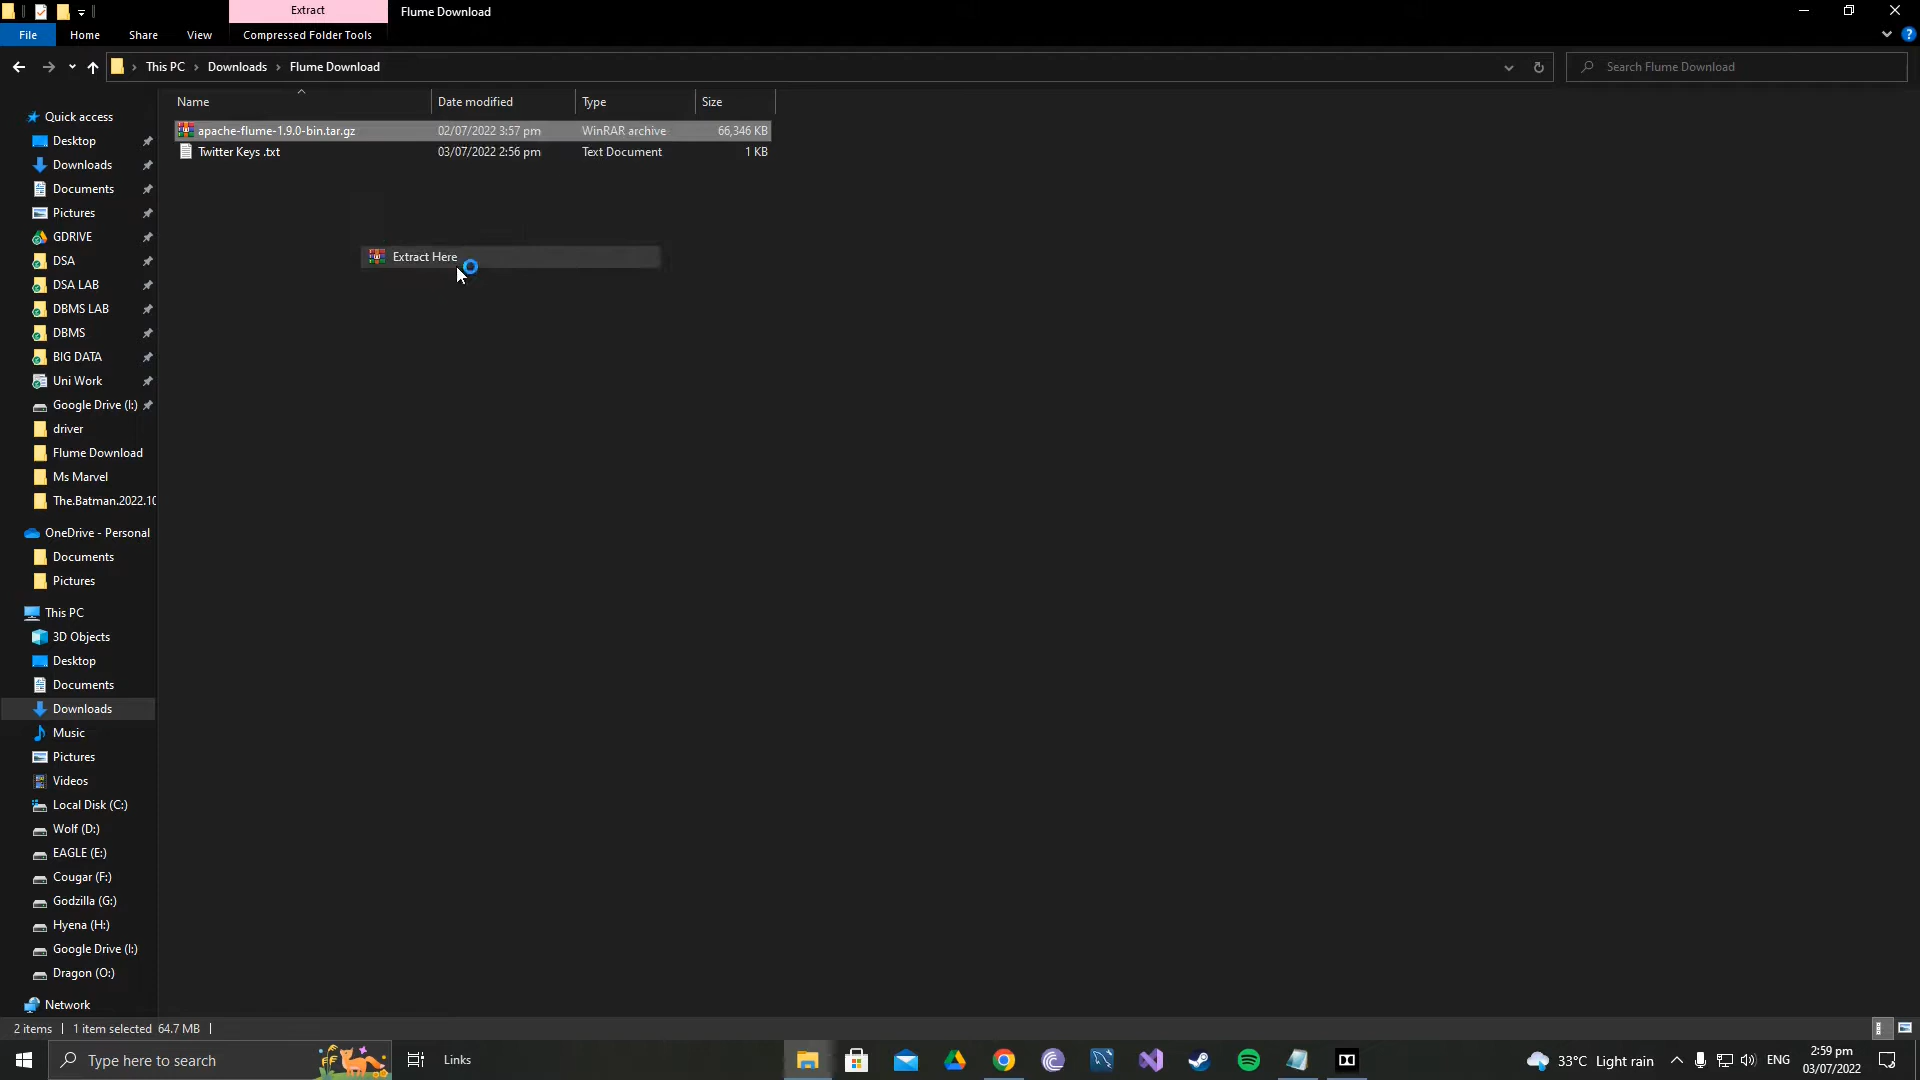 Extract
Flume Download
File
Home
Share
View
Compressed Folder Tools
This PC
Downloads
Flume Download
Search Flume Download
Name
Date modified
Type
Size
apache-flume-1.9.0-bin.tar.gz
02/07/2022 3:57 pm
WinRAR archive
66,346 KB
Twitter Keys .txt
03/07/2022 2:56 pm
Text Document
1 KB
Extract Here
Quick access
Desktop
Downloads
Documents
Pictures
GDRIVE
DSA
DSA LAB
DBMS LAB
DBMS
BIG DATA
Uni Work
Google Drive (I:)
driver
Flume Download
Ms Marvel
The.Batman.2022.10
OneDrive - Personal
Documents
Pictures
This PC
3D Objects
Desktop
Documents
Downloads
Music
Pictures
Videos
Local Disk (C:)
Wolf (D:)
EAGLE (E:)
Cougar (F:)
Godzilla (G:)
Hyena (H:)
Google Drive (I:)
Dragon (O:)
Network
2 items
1 item selected 64.7 MB
Type here to search
Links
33°C Light rain
ENG
2:59 pm
03/07/2022